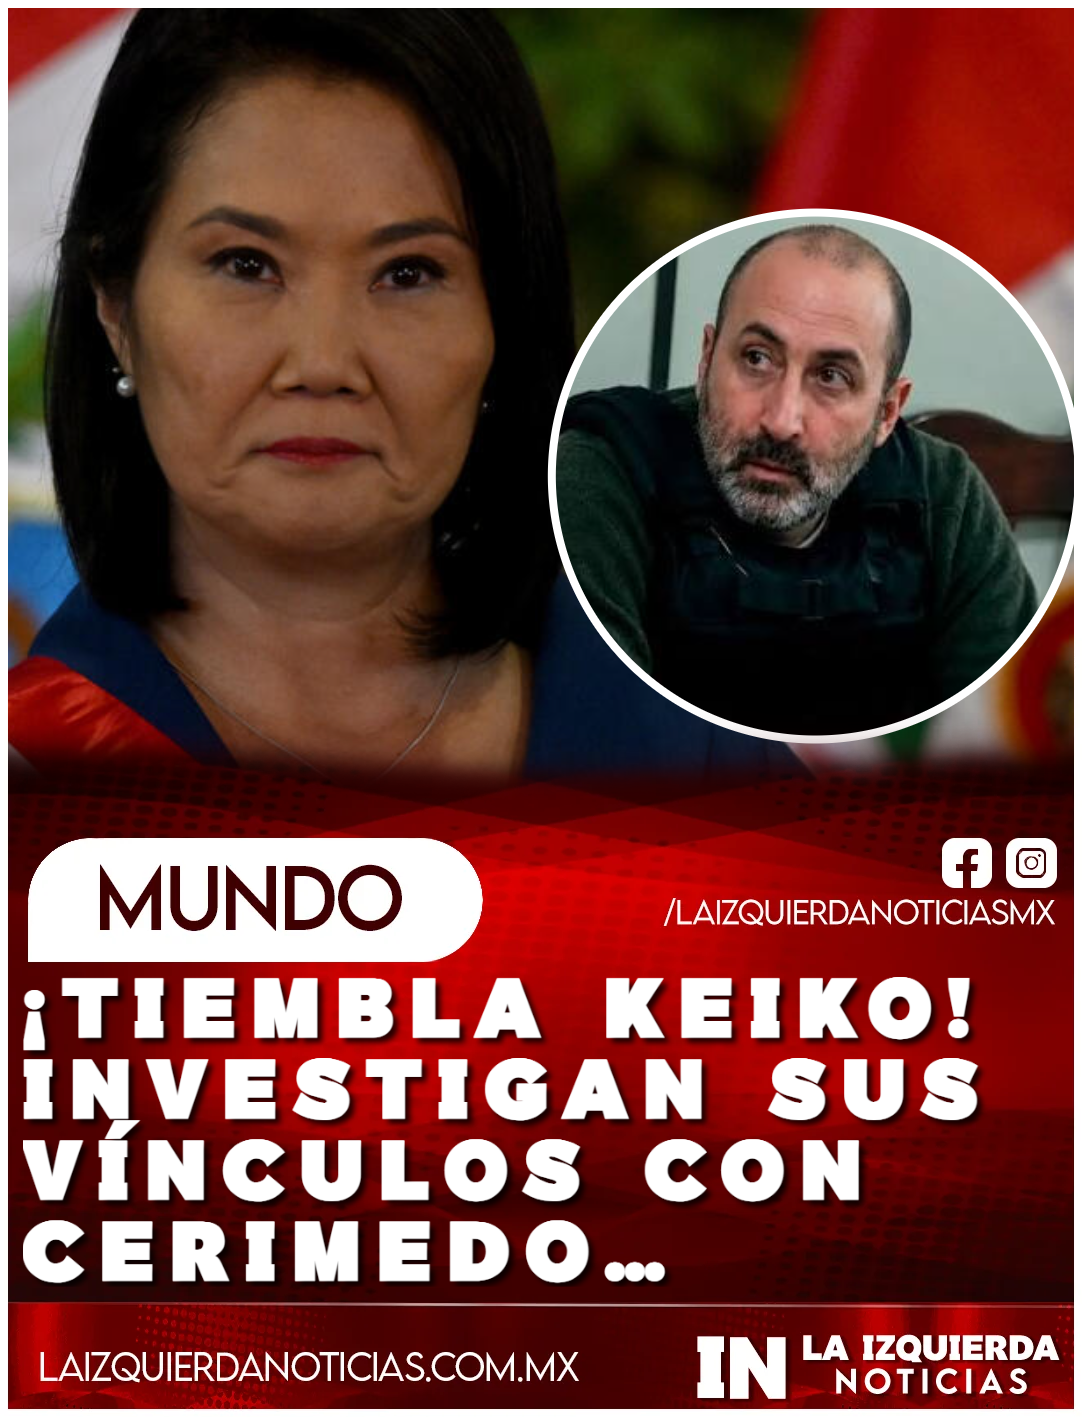 MUNDO
/LAIZQUIERDANOTICIASMX
¡TIEMBLA KEIKO!
INVESTIGAN SUS
VÍNCULOS CON
CERIMEDO...
LAIZQUIERDANOTICIAS.COM.MX
IN LA IZQUIERDA
NOTICIAS